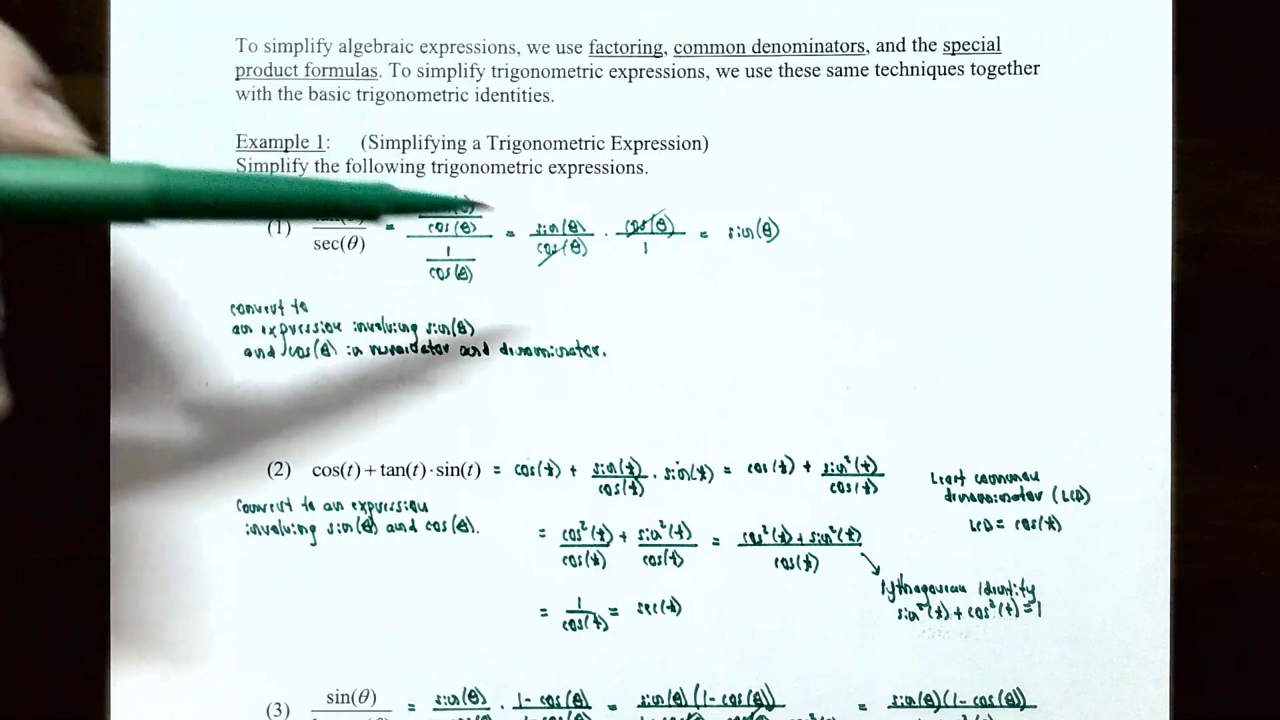 To simplify algebraic expressions, we use factoring, common denominators, and the special
product formulas. To simplify trigonometric expressions, we use these same techniques together
with the basic trigonometric identities.
Example 1: (Simplifying a Trigonometric Expression)
Simplify the following trigonometric expressions.
(1) / sec(θ) = / cos(θ) / 1 / cos(θ) = sin(θ) / cos(θ) · cos(θ) / 1 = sin(θ)
convert to
an expression involving sin(θ)
and cos(θ) in numerator and denominator.
(2) cos(t) + tan(t)·sin(t) = cos(t) + sin(t) / cos(t) · sin(t) = cos(t) + sin²(t) / cos(t)
Least common
denominator (LCD)
LCD = cos(t)
Convert to an expression
involving sin(θ) and cos(θ).
= cos²(t) / cos(t) + sin²(t) / cos(t) = cos²(t) + sin²(t) / cos(t)
Pythagorean Identity
sin²(t) + cos²(t) = 1
= 1 / cos(t) = sec(t)
(3) sin(θ) = sin(θ) · 1 - cos(θ) = sin(θ)(1 - cos(θ)) = sin(θ)(1 - cos(θ))